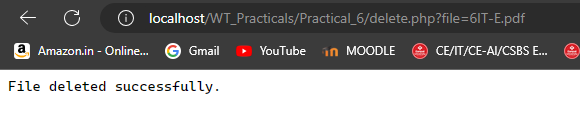 localhost/WT_Practicals/Practical_6/delete.php?file=6IT-E.pdf
a Amazon.in - Online... G Gmail YouTube in MOODLE CE/IT/CE-AI/CSBS E...
File deleted successfully.